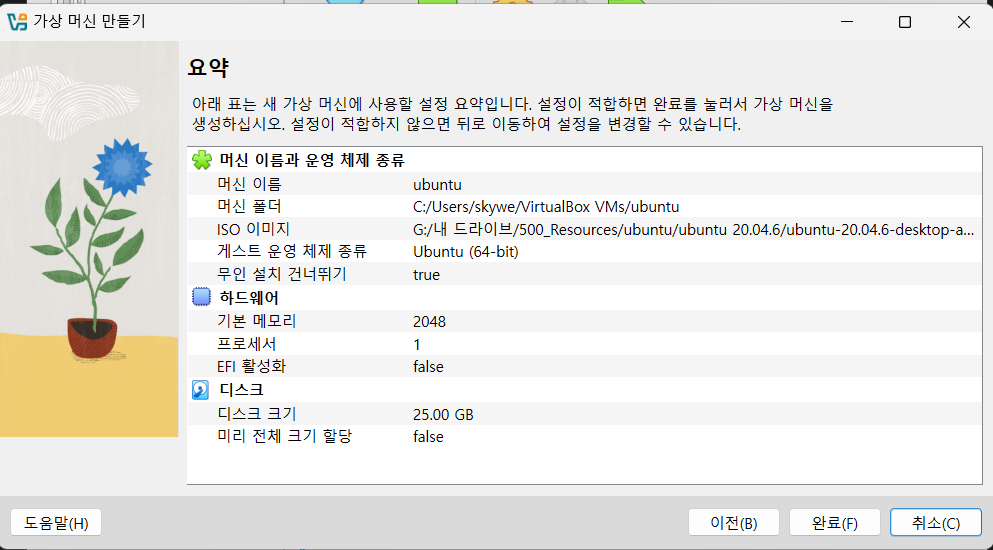 가상 머신 만들기
요약
아래 표는 새 가상 머신에 사용할 설정 요약입니다. 설정이 적합하면 완료를 눌러서 가상 머신을
생성하십시오. 설정이 적합하지 않으면 뒤로 이동하여 설정을 변경할 수 있습니다.
머신 이름과 운영 체제 종류
머신 이름 ubuntu
머신 폴더 C:/Users/skywe/VirtualBox VMs/ubuntu
ISO 이미지 G:/내 드라이브/500_Resources/ubuntu/ubuntu 20.04.6/ubuntu-20.04.6-desktop-a...
게스트 운영 체제 종류 Ubuntu (64-bit)
무인 설치 건너뛰기 true
하드웨어
기본 메모리 2048
프로세서 1
EFI 활성화 false
디스크
디스크 크기 25.00 GB
미리 전체 크기 할당 false
도움말(H) 이전(B) 완료(F) 취소(C)